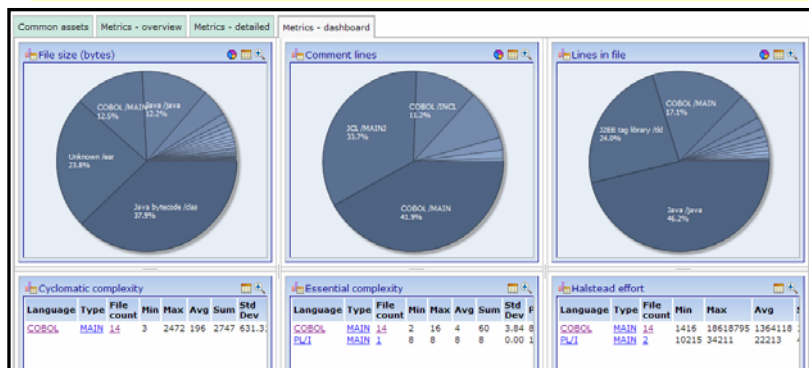 Common assets Metrics - overview Metrics - detailed Metrics - dashboard
File size (bytes)
COBOL /MAIN
12.5%
Java /java
12.2%
Unknown /ear
23.8%
Java bytecode /clas
37.9%
Comment lines
COBOL /INCL
11.2%
JCL /MAINJ
33.7%
COBOL /MAIN
41.9%
Lines in file
COBOL /MAIN
17.1%
J2EE tag library /tld
24.0%
Java /java
46.2%
Cyclomatic complexity
Language Type File count Min Max Avg Sum Std Dev
COBOL MAIN 14 3 2472 196 2747 631.3
Essential complexity
Language Type File count Min Max Avg Sum Std Dev
COBOL MAIN 14 2 16 4 60 3.84 8
PL/I MAIN 1 8 8 8 8 0.00 1
Halstead effort
Language Type File count Min Max Avg S
COBOL MAIN 14 1416 18618795 1364118
PL/I MAIN 2 10215 34211 22213